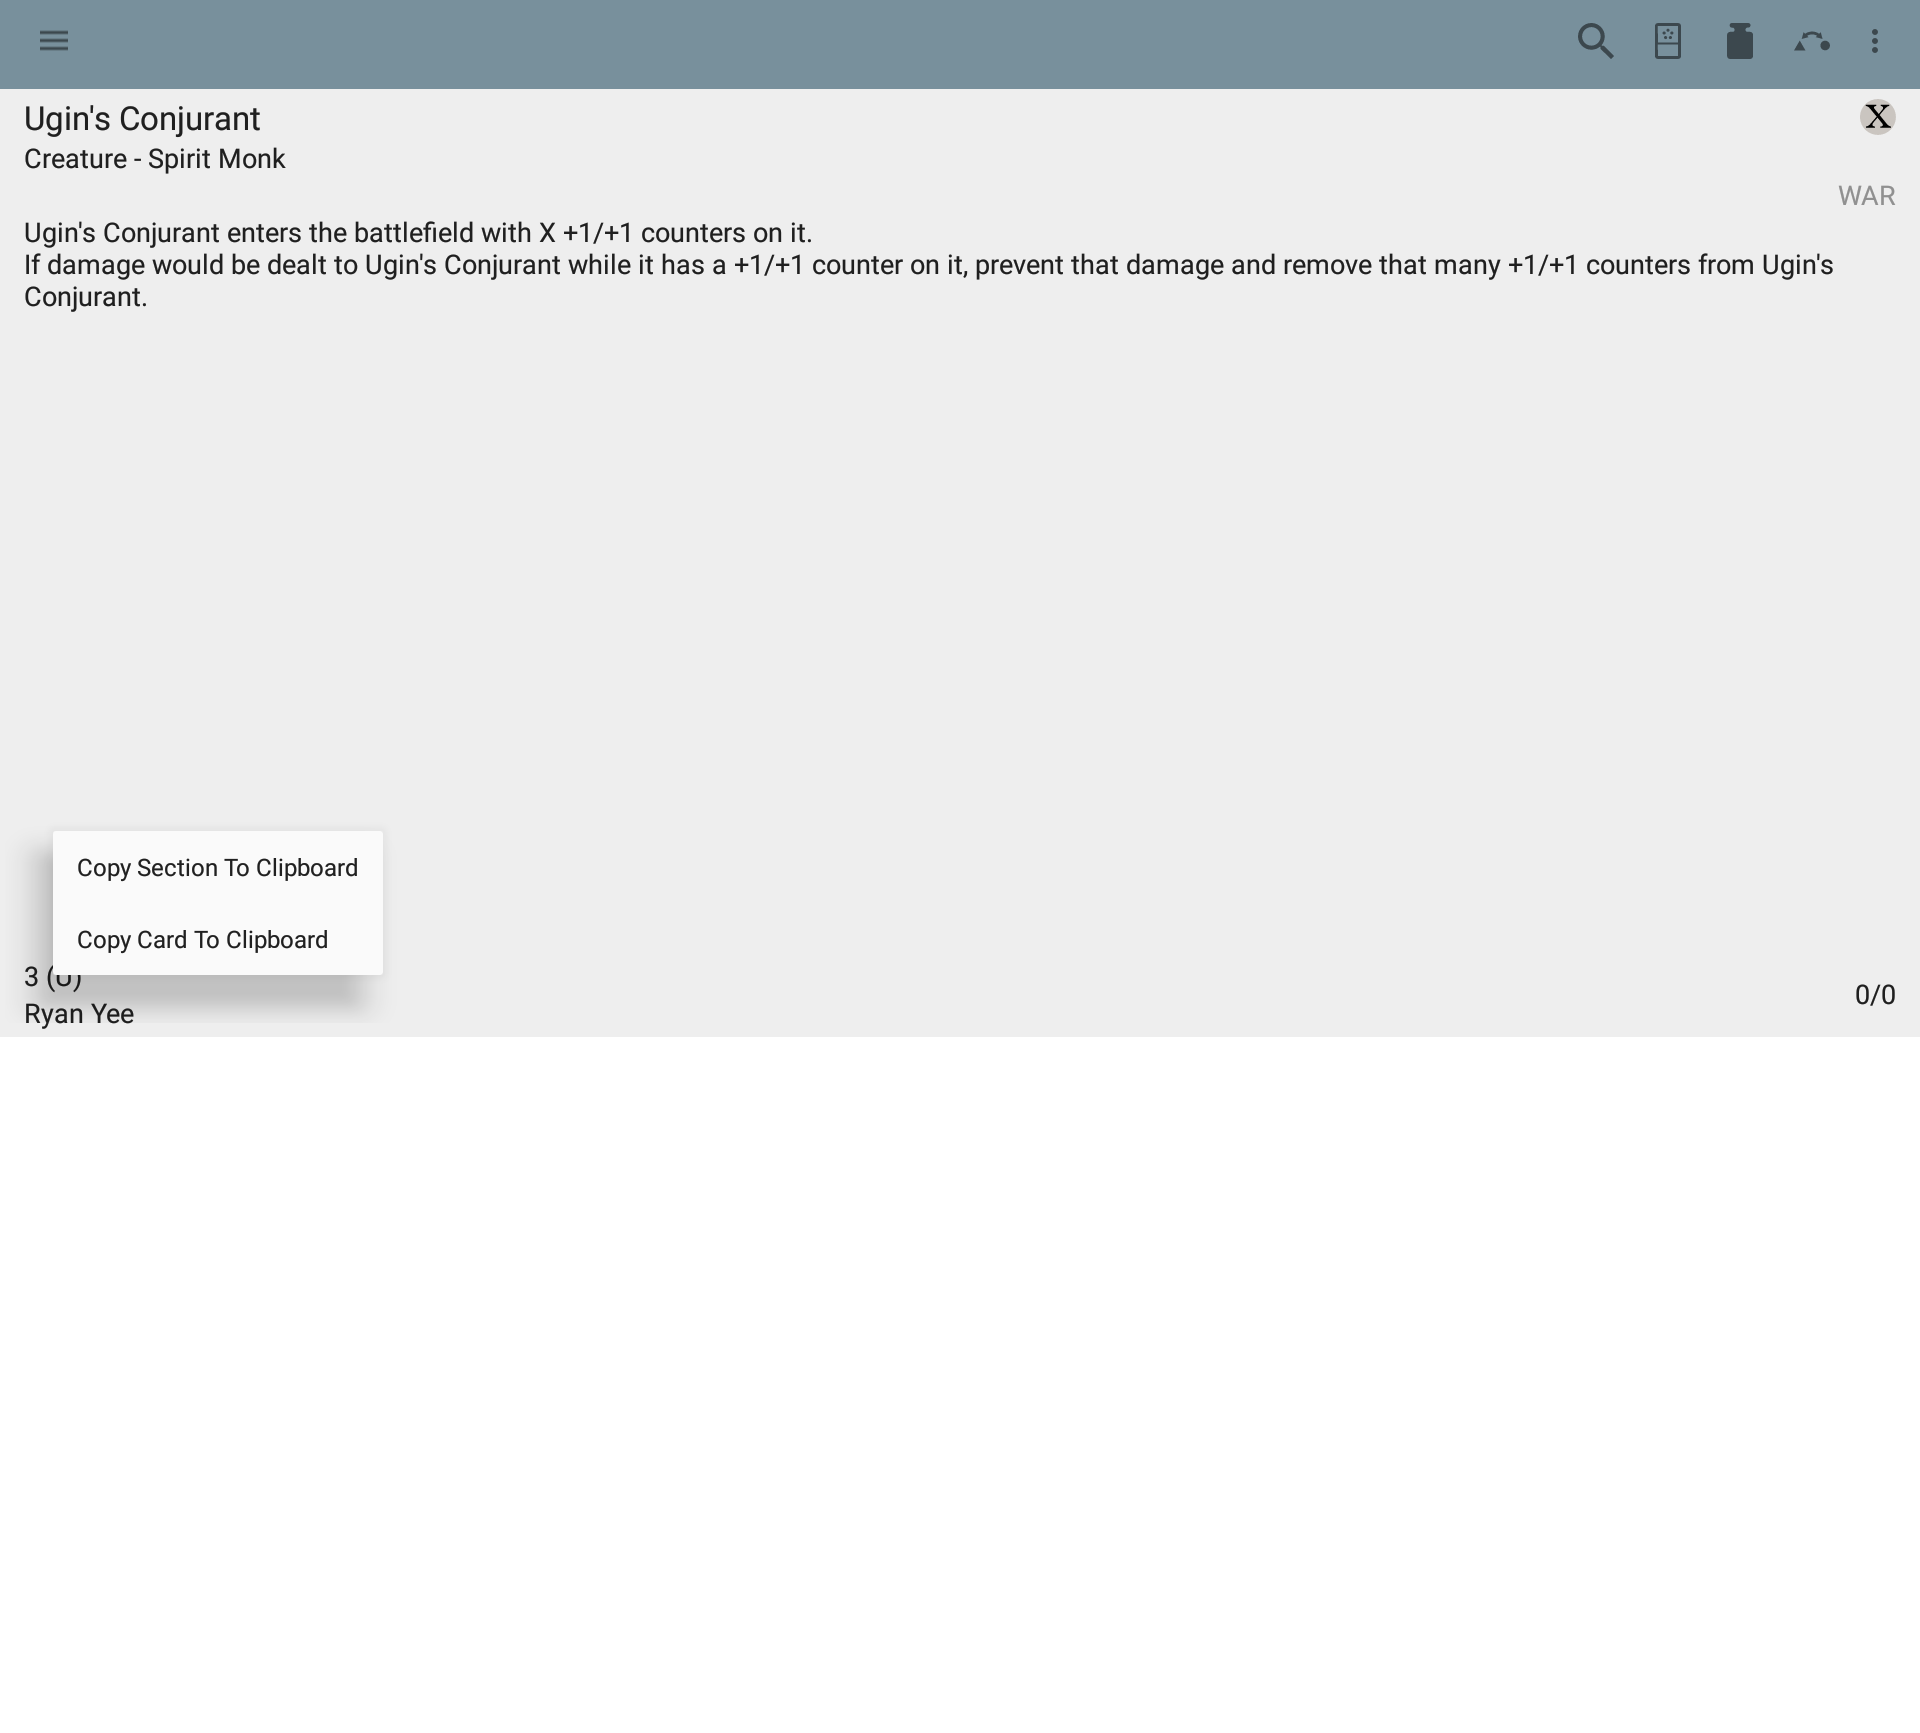 Ugin's Conjurant
X
Creature - Spirit Monk
WAR
Ugin's Conjurant enters the battlefield with X +1/+1 counters on it.
If damage would be dealt to Ugin's Conjurant while it has a +1/+1 counter on it, prevent that damage and remove that many +1/+1 counters from Ugin's
Conjurant.
Copy Section To Clipboard
Copy Card To Clipboard
3 (U)
0/0
Ryan Yee